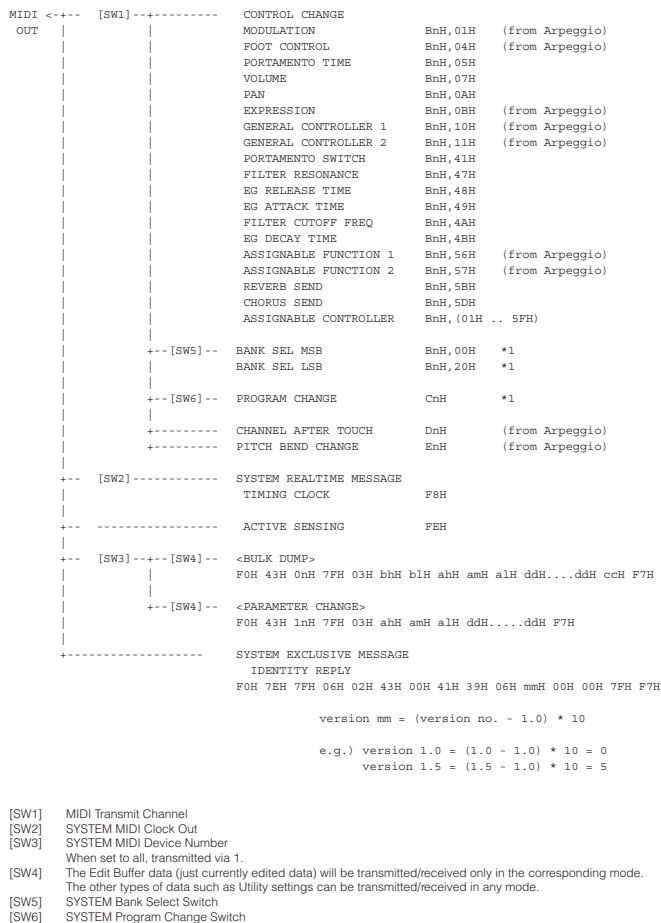 MIDI <-+-- [SW1]--+--------- CONTROL CHANGE
OUT | | MODULATION BnH,01H (from Arpeggio)
| | FOOT CONTROL BnH,04H (from Arpeggio)
| | PORTAMENTO TIME BnH,05H
| | VOLUME BnH,07H
| | PAN BnH,0AH
| | EXPRESSION BnH,0BH (from Arpeggio)
| | GENERAL CONTROLLER 1 BnH,10H (from Arpeggio)
| | GENERAL CONTROLLER 2 BnH,11H (from Arpeggio)
| | PORTAMENTO SWITCH BnH,41H
| | FILTER RESONANCE BnH,47H
| | EG RELEASE TIME BnH,48H
| | EG ATTACK TIME BnH,49H
| | FILTER CUTOFF FREQ BnH,4AH
| | EG DECAY TIME BnH,4BH
| | ASSIGNABLE FUNCTION 1 BnH,56H (from Arpeggio)
| | ASSIGNABLE FUNCTION 2 BnH,57H (from Arpeggio)
| | REVERB SEND BnH,5BH
| | CHORUS SEND BnH,5DH
| | ASSIGNABLE CONTROLLER BnH,(01H .. 5FH)
| |
| +--[SW5]-- BANK SEL MSB BnH,00H *1
| | BANK SEL LSB BnH,20H *1
| |
| +--[SW6]-- PROGRAM CHANGE CnH *1
| |
| +--------- CHANNEL AFTER TOUCH DnH (from Arpeggio)
| +--------- PITCH BEND CHANGE EnH (from Arpeggio)
|
+-- [SW2]------------ SYSTEM REALTIME MESSAGE
| TIMING CLOCK F8H
|
+-- ----------------- ACTIVE SENSING FEH
|
+-- [SW3]--+--[SW4]-- <BULK DUMP>
| | F0H 43H 0nH 7FH 03H bhH blH ahH amH alH ddH....ddH ccH F7H
| |
| +--[SW4]-- <PARAMETER CHANGE>
| F0H 43H 1nH 7FH 03H ahH amH alH ddH.....ddH F7H
|
+------------------- SYSTEM EXCLUSIVE MESSAGE
IDENTITY REPLY
F0H 7EH 7FH 06H 02H 43H 00H 41H 39H 06H mmH 00H 00H 7FH F7H
version mm = (version no. - 1.0) * 10
e.g.) version 1.0 = (1.0 - 1.0) * 10 = 0
version 1.5 = (1.5 - 1.0) * 10 = 5
[SW1] MIDI Transmit Channel
[SW2] SYSTEM MIDI Clock Out
[SW3] SYSTEM MIDI Device Number
When set to all, transmitted via 1.
[SW4] The Edit Buffer data (just currently edited data) will be transmitted/received only in the corresponding mode.
The other types of data such as Utility settings can be transmitted/received in any mode.
[SW5] SYSTEM Bank Select Switch
[SW6] SYSTEM Program Change Switch